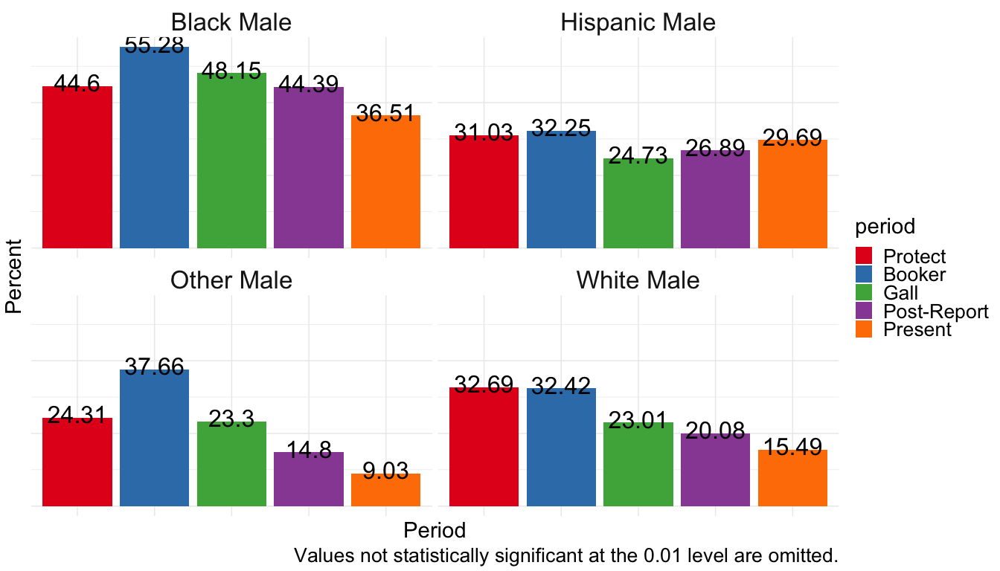 Black Male
Hispanic Male
44.6
55.28
48.15
44.39
36.51
31.03
32.25
24.73
26.89
29.69
Other Male
White Male
24.31
37.66
23.3
14.8
9.03
32.69
32.42
23.01
20.08
15.49
Percent
Period
Values not statistically significant at the 0.01 level are omitted.
period
Protect
Booker
Gall
Post-Report
Present